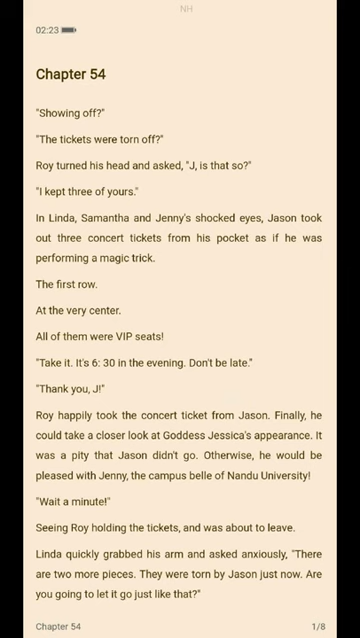 NH
02:23
Chapter 54
"Showing off?"
"The tickets were torn off?"
Roy turned his head and asked, "J, is that so?"
"I kept three of yours."
In Linda, Samantha and Jenny's shocked eyes, Jason took
out three concert tickets from his pocket as if he was
performing a magic trick.
The first row.
At the very center.
All of them were VIP seats!
"Take it. It's 6: 30 in the evening. Don't be late."
"Thank you, J!"
Roy happily took the concert ticket from Jason. Finally, he
could take a closer look at Goddess Jessica's appearance. It
was a pity that Jason didn't go. Otherwise, he would be
pleased with Jenny, the campus belle of Nandu University!
"Wait a minute!"
Seeing Roy holding the tickets, and was about to leave.
Linda quickly grabbed his arm and asked anxiously, "There
are two more pieces. They were torn by Jason just now. Are
you going to let it go just like that?"
Chapter 54 1/8